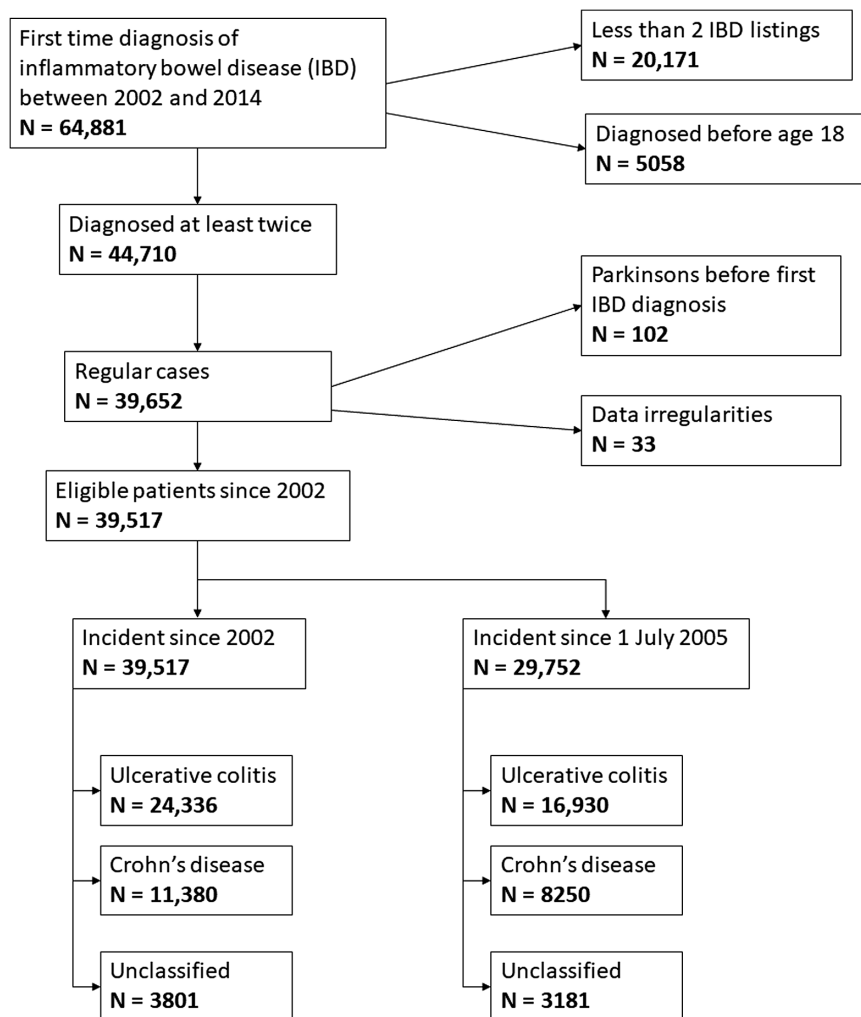 First time diagnosis of
inflammatory bowel disease (IBD)
between 2002 and 2014
N = 64,881
Less than 2 IBD listings
N = 20,171
Diagnosed before age 18
N = 5058
Diagnosed at least twice
N = 44,710
Parkinsons before first
IBD diagnosis
N = 102
Regular cases
N = 39,652
Data irregularities
N = 33
Eligible patients since 2002
N = 39,517
Incident since 2002
N = 39,517
Ulcerative colitis
N = 24,336
Crohn’s disease
N = 11,380
Unclassified
N = 3801
Incident since 1 July 2005
N = 29,752
Ulcerative colitis
N = 16,930
Crohn’s disease
N = 8250
Unclassified
N = 3181